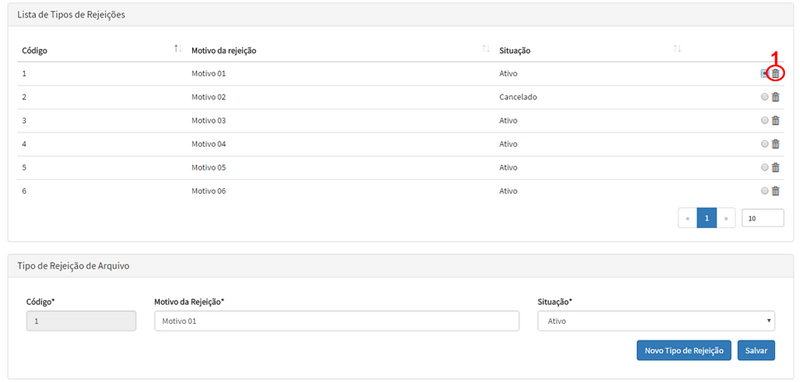 Lista de Tipos de Rejeições
Código Motivo da rejeição Situação
1
1 Motivo 01 Ativo
2 Motivo 02 Cancelado
3 Motivo 03 Ativo
4 Motivo 04 Ativo
5 Motivo 05 Ativo
6 Motivo 06 Ativo
« 1 » 10
Tipo de Rejeição de Arquivo
Código* Motivo da Rejeição* Situação*
1 Motivo 01 Ativo
Novo Tipo de Rejeição Salvar